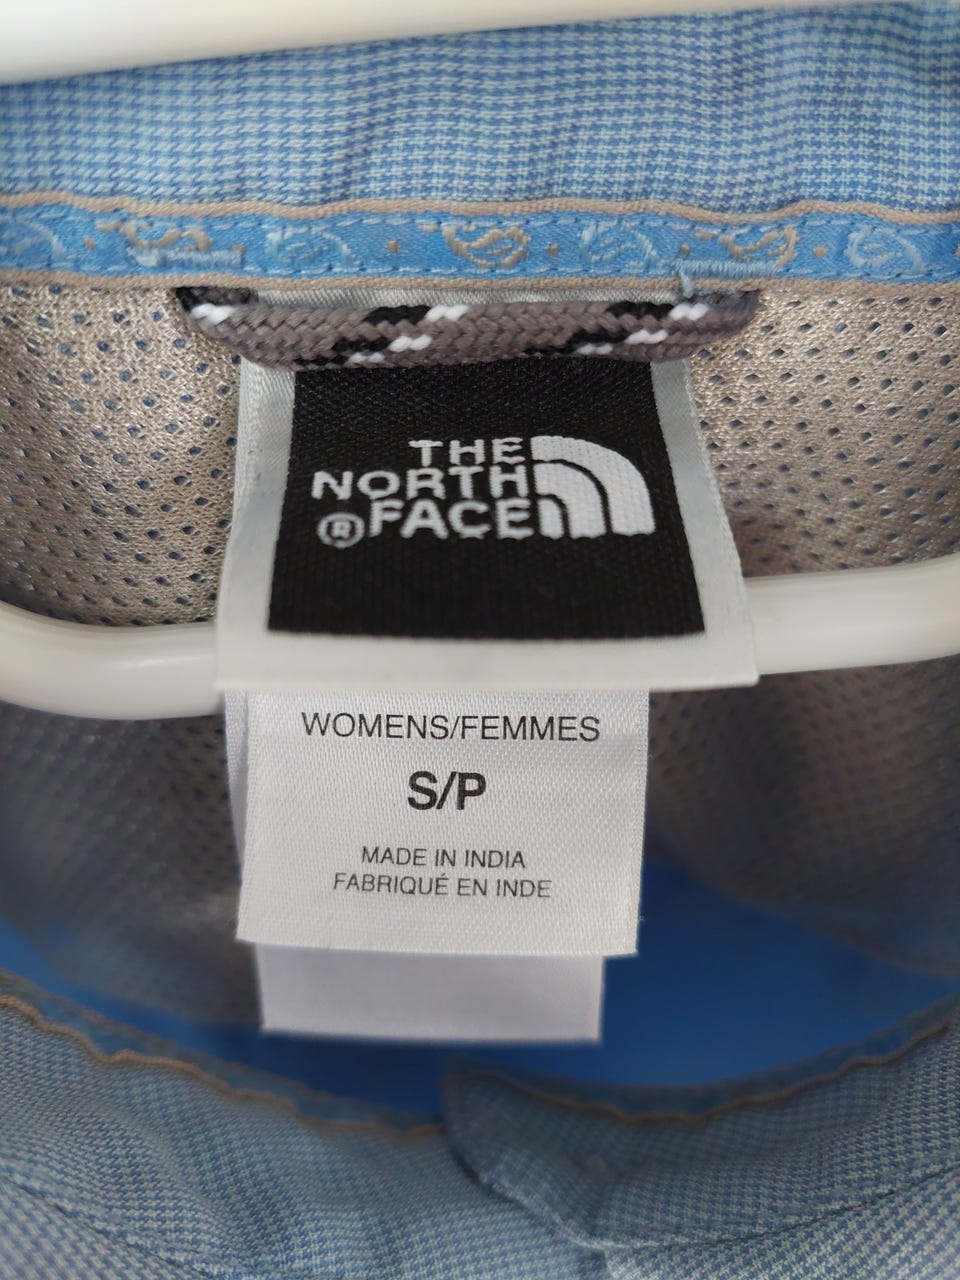 THE
NORTH
®FACE
WOMENS/FEMMES
S/P
MADE IN INDIA
FABRIQUÉ EN INDE